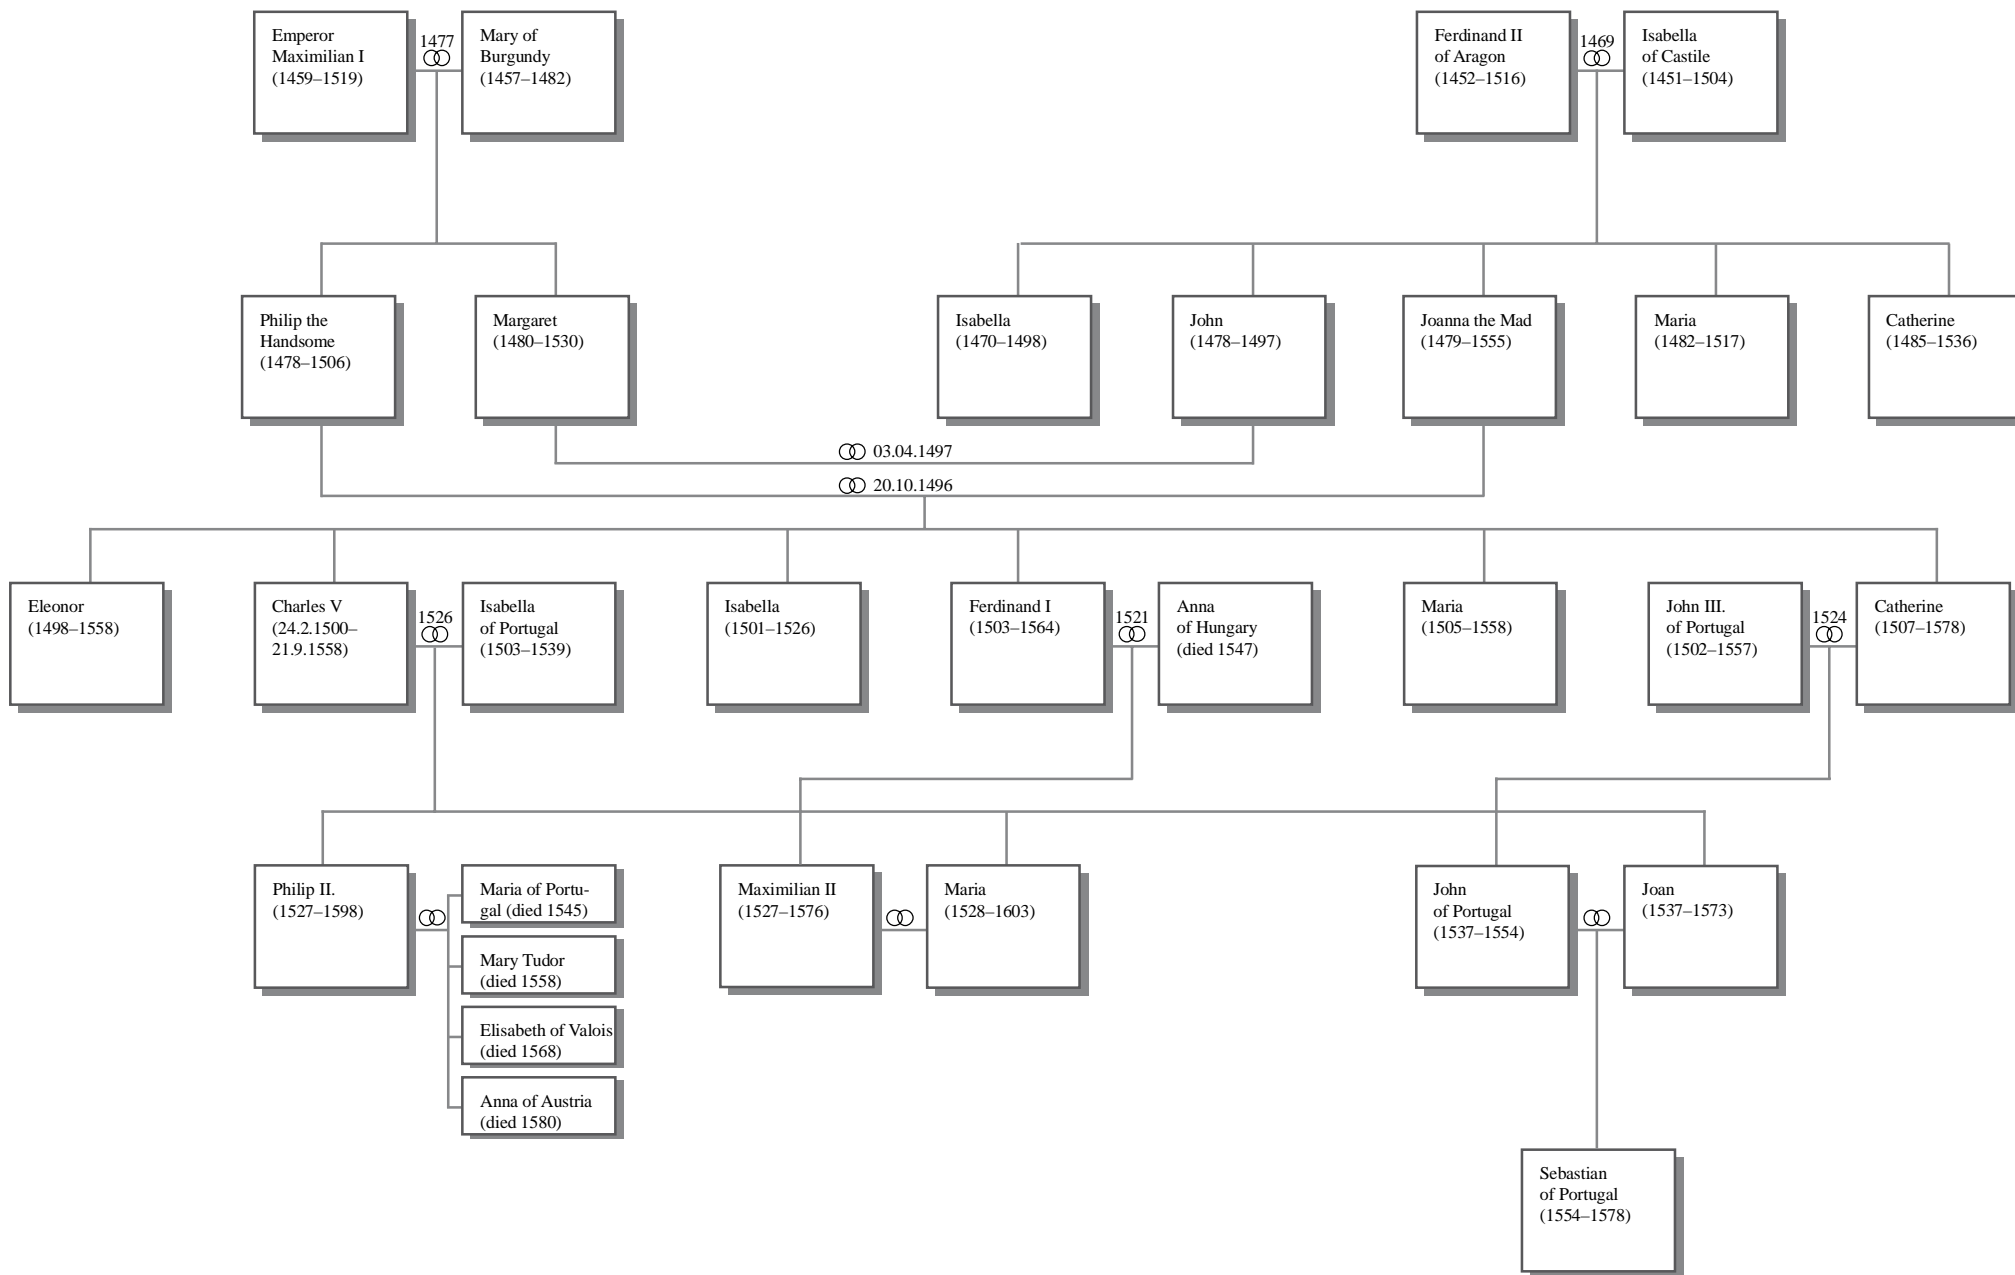 Emperor
Maximilian I
(1459–1519)
1477
Mary of
Burgundy
(1457–1482)
Ferdinand II
of Aragon
(1452–1516)
1469
Isabella
of Castile
(1451–1504)
Philip the
Handsome
(1478–1506)
Margaret
(1480–1530)
Isabella
(1470–1498)
John
(1478–1497)
Joanna the Mad
(1479–1555)
Maria
(1482–1517)
Catherine
(1485–1536)
03.04.1497
20.10.1496
Eleonor
(1498–1558)
Charles V
(24.2.1500–
21.9.1558)
1526
Isabella
of Portugal
(1503–1539)
Isabella
(1501–1526)
Ferdinand I
(1503–1564)
1521
Anna
of Hungary
(died 1547)
Maria
(1505–1558)
John III.
of Portugal
(1502–1557)
1524
Catherine
(1507–1578)
Philip II.
(1527–1598)
Maria of Portu-
gal (died 1545)
Mary Tudor
(died 1558)
Elisabeth of Valois
(died 1568)
Anna of Austria
(died 1580)
Maximilian II
(1527–1576)
Maria
(1528–1603)
John
of Portugal
(1537–1554)
Joan
(1537–1573)
Sebastian
of Portugal
(1554–1578)